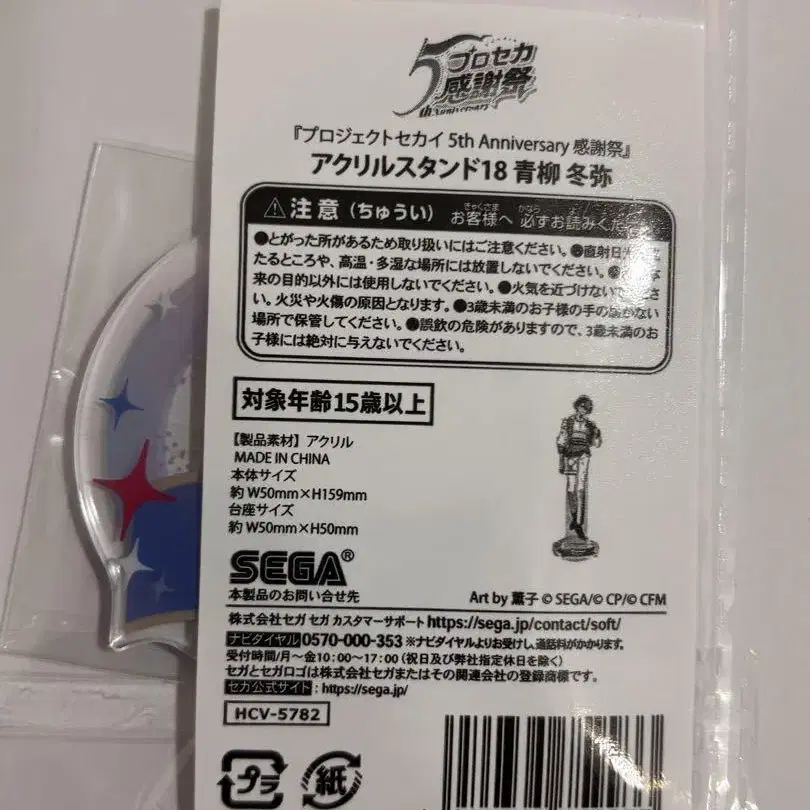 5
プロセカ
感謝祭
th ANNIVERSARY
『プロジェクトセカイ 5th Anniversary 感謝祭』
アクリルスタンド18 青柳 冬弥
注意(ちゅうい) お客様へ 必ずお読みくだ
きゃくさま かなら
●とがった所があるため取り扱いにはご注意ください。●直射日
たるところや、高温・多湿な場所には放置しないでください。
来の目的以外には使用しないでください。●火気を近づけない
い。火災や火傷の原因となります。●3歳未満のお子様の手の届かない
場所で保管してください。●誤飲の危険がありますので、3歳未満のお
子様には絶対に与えないでください。
対象年齢15歳以上
【製品素材】アクリル
MADE IN CHINA
本体サイズ
約 W50mm×H159mm
台座サイズ
約 W50mm×H50mm
SEGA®
本製品のお問い合せ先
Art by 薫子 © SEGA/© CP/© CFM
株式会社セガ セガ カスタマーサポート https://sega.jp/contact/soft/
ナビダイヤル 0570-000-353 ※ナビダイヤルよりお受けし、通話料がかかります。
受付時間/月～金10:00～17:00(祝日及び弊社指定休日を除く)
セガとセガロゴは株式会社セガまたはその関連会社の登録商標です。
セガ公式サイト:https://sega.jp/
HCV-5782
プラ
紙